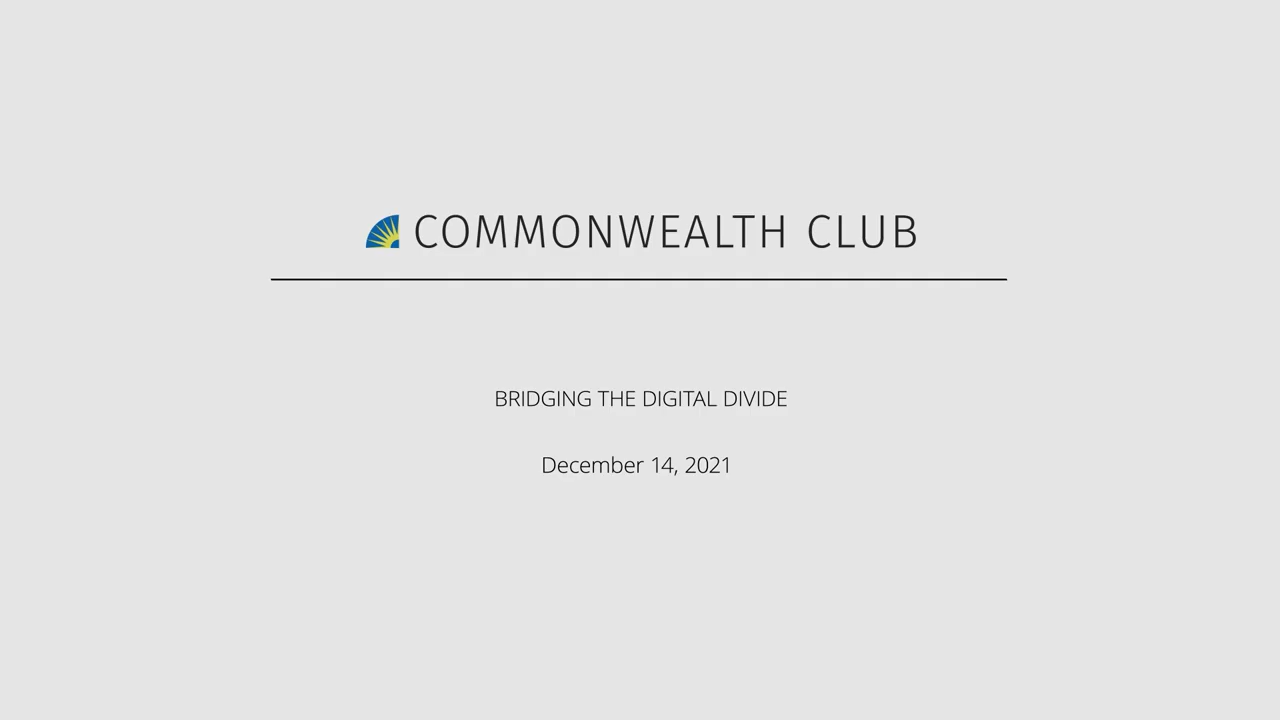 COMMONWEALTH CLUB
BRIDGING THE DIGITAL DIVIDE
December 14, 2021